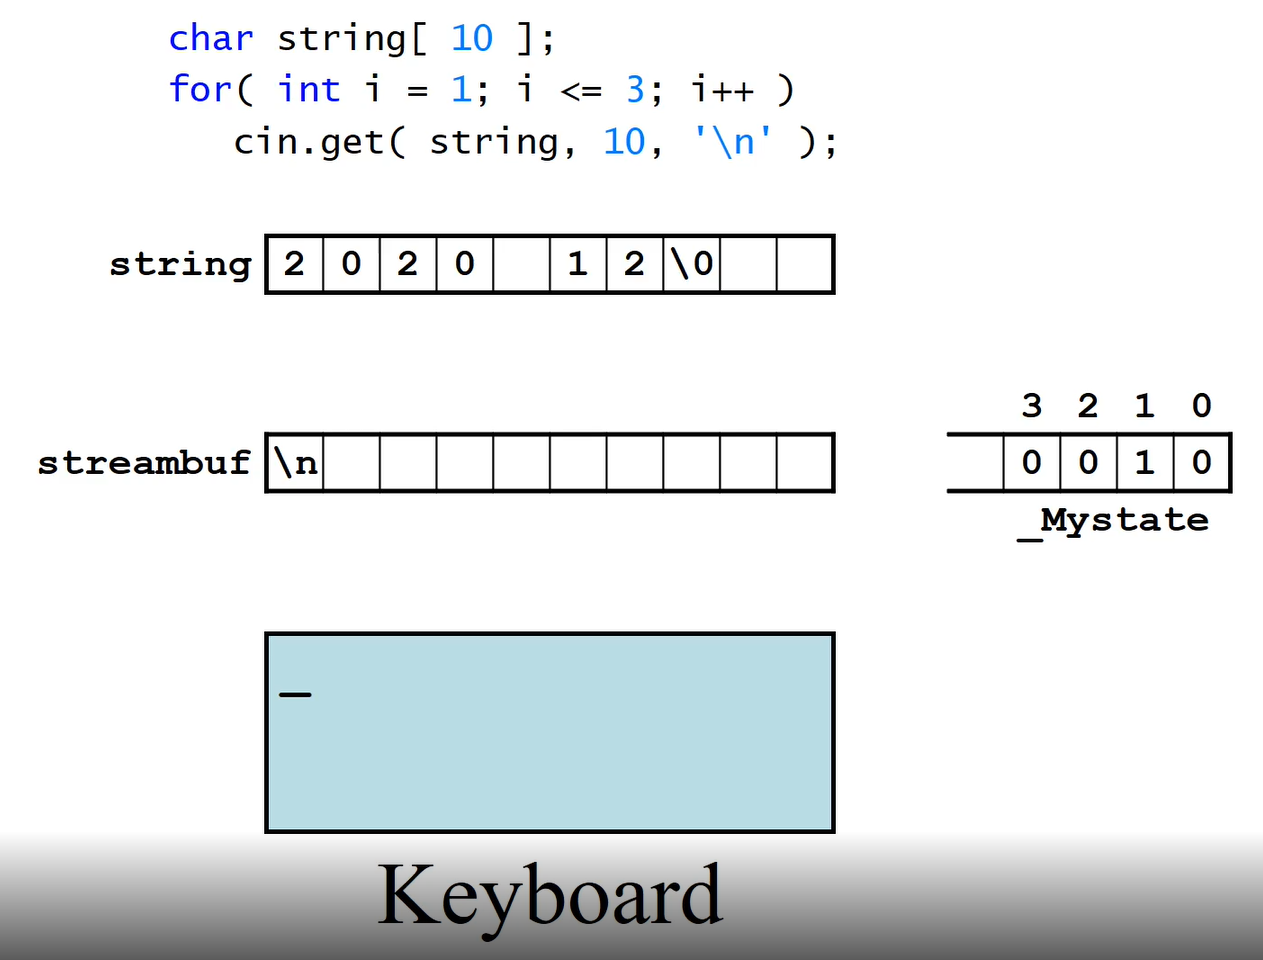 char string[ 10 ];
for( int i = 1; i <= 3; i++ )
cin.get( string, 10, '\n' );
string 2 0 2 0 1 2 \0
3 2 1 0
streambuf \n 0 0 1 0
_Mystate
_
Keyboard